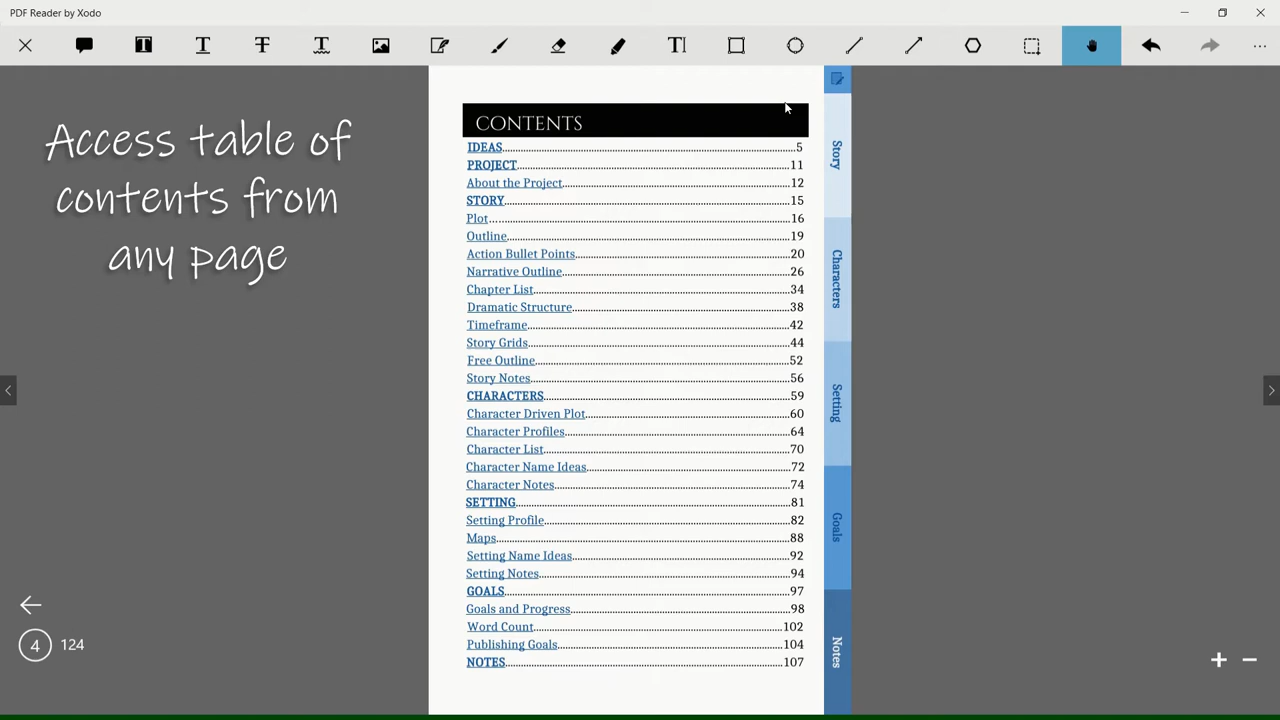 PDF Reader by Xodo
Access table of
contents from
any page
CONTENTS
IDEAS 5
PROJECT 11
About the Project 12
STORY 15
Plot 16
Outline 19
Action Bullet Points 20
Narrative Outline 26
Chapter List 34
Dramatic Structure 38
Timeframe 42
Story Grids 44
Free Outline 52
Story Notes 56
CHARACTERS 59
Character Driven Plot 60
Character Profiles 64
Character List 70
Character Name Ideas 72
Character Notes 74
SETTING 81
Setting Profile 82
Maps 88
Setting Name Ideas 92
Setting Notes 94
GOALS 97
Goals and Progress 98
Word Count 102
Publishing Goals 104
NOTES 107
Story
Characters
Setting
Goals
Notes
4 124